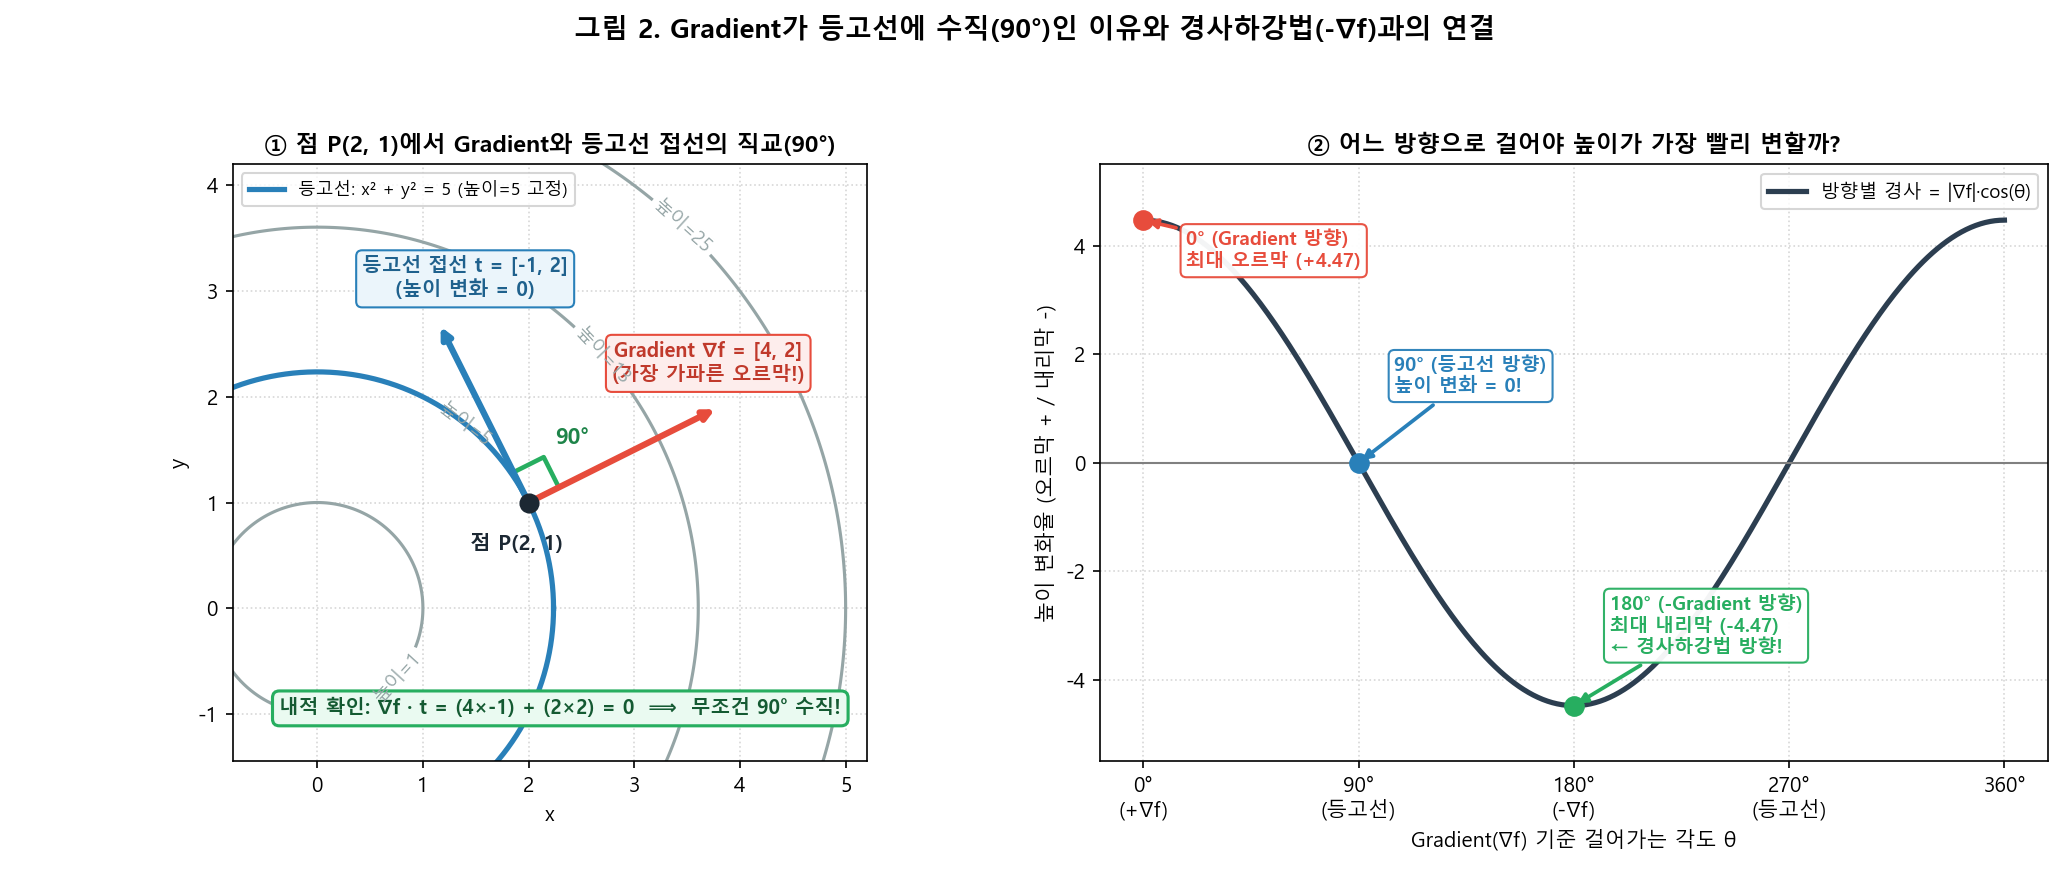 그림 2. Gradient가 등고선에 수직(90°)인 이유와 경사하강법(-∇f)과의 연결
① 점 P(2, 1)에서 Gradient와 등고선 접선의 직교(90°)
등고선: x² + y² = 5 (높이=5 고정)
높이=25
등고선 접선 t = [-1, 2]
(높이 변화 = 0)
높이=13
Gradient ∇f = [4, 2]
(가장 가파른 오르막!)
높이=5
90°
점 P(2, 1)
높이=1
내적 확인: ∇f · t = (4×-1) + (2×2) = 0 ⟹ 무조건 90° 수직!
4
3
2
1
0
-1
y
0 1 2 3 4 5
x
② 어느 방향으로 걸어야 높이가 가장 빨리 변할까?
방향별 경사 = |∇f|·cos(θ)
0° (Gradient 방향)
최대 오르막 (+4.47)
90° (등고선 방향)
높이 변화 = 0!
180° (-Gradient 방향)
최대 내리막 (-4.47)
← 경사하강법 방향!
4
2
0
-2
-4
높이 변화율 (오르막 + / 내리막 -)
0° 90° 180° 270° 360°
(+∇f) (등고선) (-∇f) (등고선)
Gradient(∇f) 기준 걸어가는 각도 θ